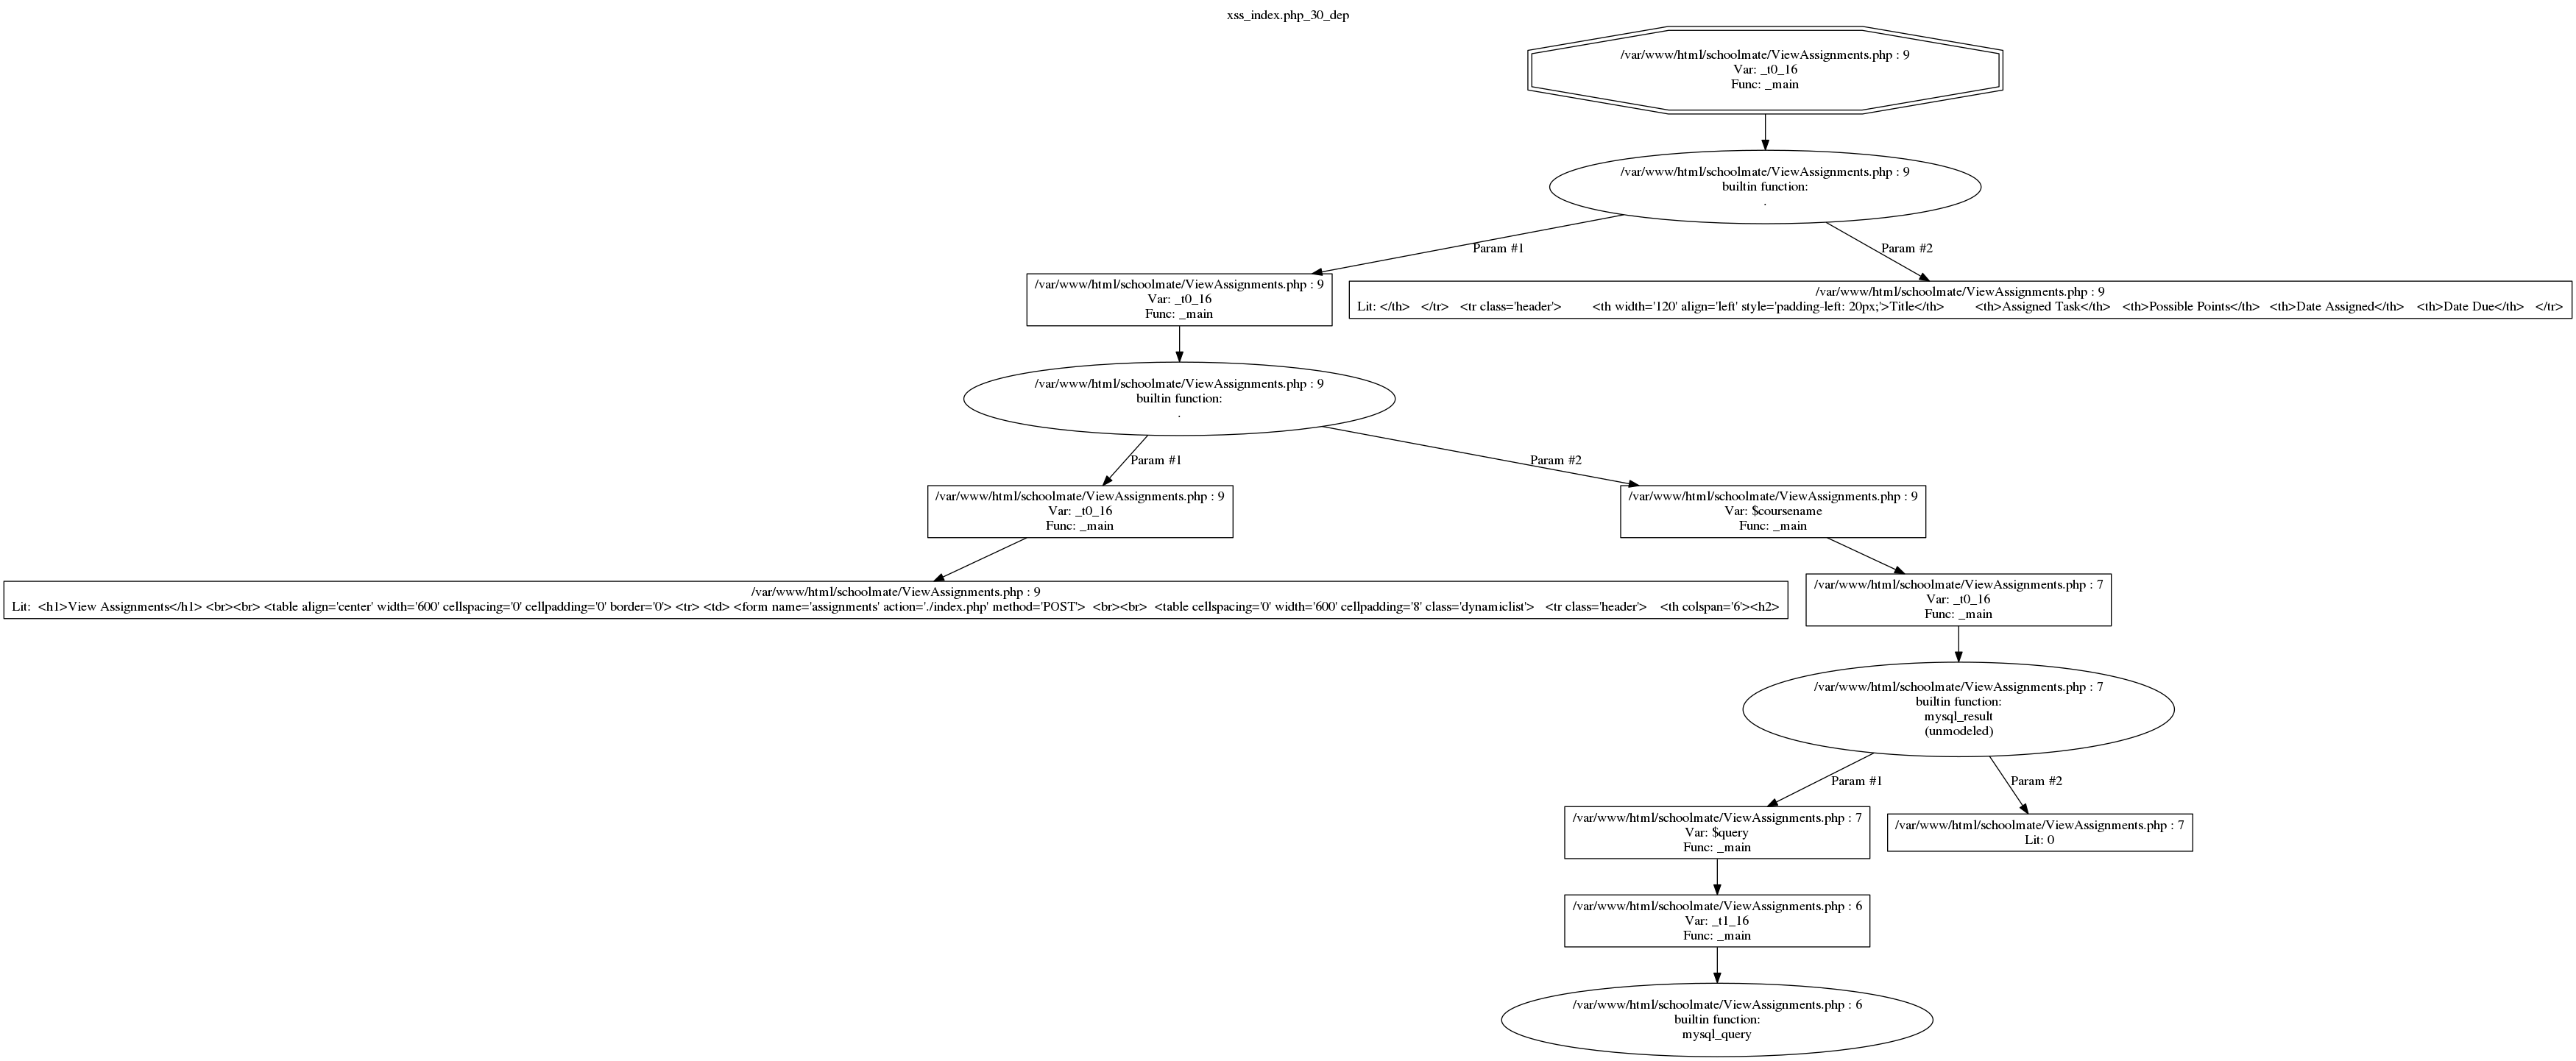 xss_index.php_30_dep
/var/www/html/schoolmate/ViewAssignments.php : 9
Var: _t0_16
Func: _main
/var/www/html/schoolmate/ViewAssignments.php : 9
builtin function:
.
Param #1
Param #2
/var/www/html/schoolmate/ViewAssignments.php : 9
Var: _t0_16
Func: _main
/var/www/html/schoolmate/ViewAssignments.php : 9
Lit: </th> </tr> <tr class='header'> <th width='120' align='left' style='padding-left: 20px;'>Title</th> <th>Assigned Task</th> <th>Possible Points</th> <th>Date Assigned</th> <th>Date Due</th> </tr>
/var/www/html/schoolmate/ViewAssignments.php : 9
builtin function:
.
Param #1
Param #2
/var/www/html/schoolmate/ViewAssignments.php : 9
Var: _t0_16
Func: _main
/var/www/html/schoolmate/ViewAssignments.php : 9
Var: $coursename
Func: _main
/var/www/html/schoolmate/ViewAssignments.php : 9
Lit: <h1>View Assignments</h1> <br><br> <table align='center' width='600' cellspacing='0' cellpadding='0' border='0'> <tr> <td> <form name='assignments' action='./index.php' method='POST'> <br><br> <table cellspacing='0' width='600' cellpadding='8' class='dynamiclist'> <tr class='header'> <th colspan='6'><h2>
/var/www/html/schoolmate/ViewAssignments.php : 7
Var: _t0_16
Func: _main
/var/www/html/schoolmate/ViewAssignments.php : 7
builtin function:
mysql_result
(unmodeled)
Param #1
Param #2
/var/www/html/schoolmate/ViewAssignments.php : 7
Var: $query
Func: _main
/var/www/html/schoolmate/ViewAssignments.php : 7
Lit: 0
/var/www/html/schoolmate/ViewAssignments.php : 6
Var: _t1_16
Func: _main
/var/www/html/schoolmate/ViewAssignments.php : 6
builtin function:
mysql_query